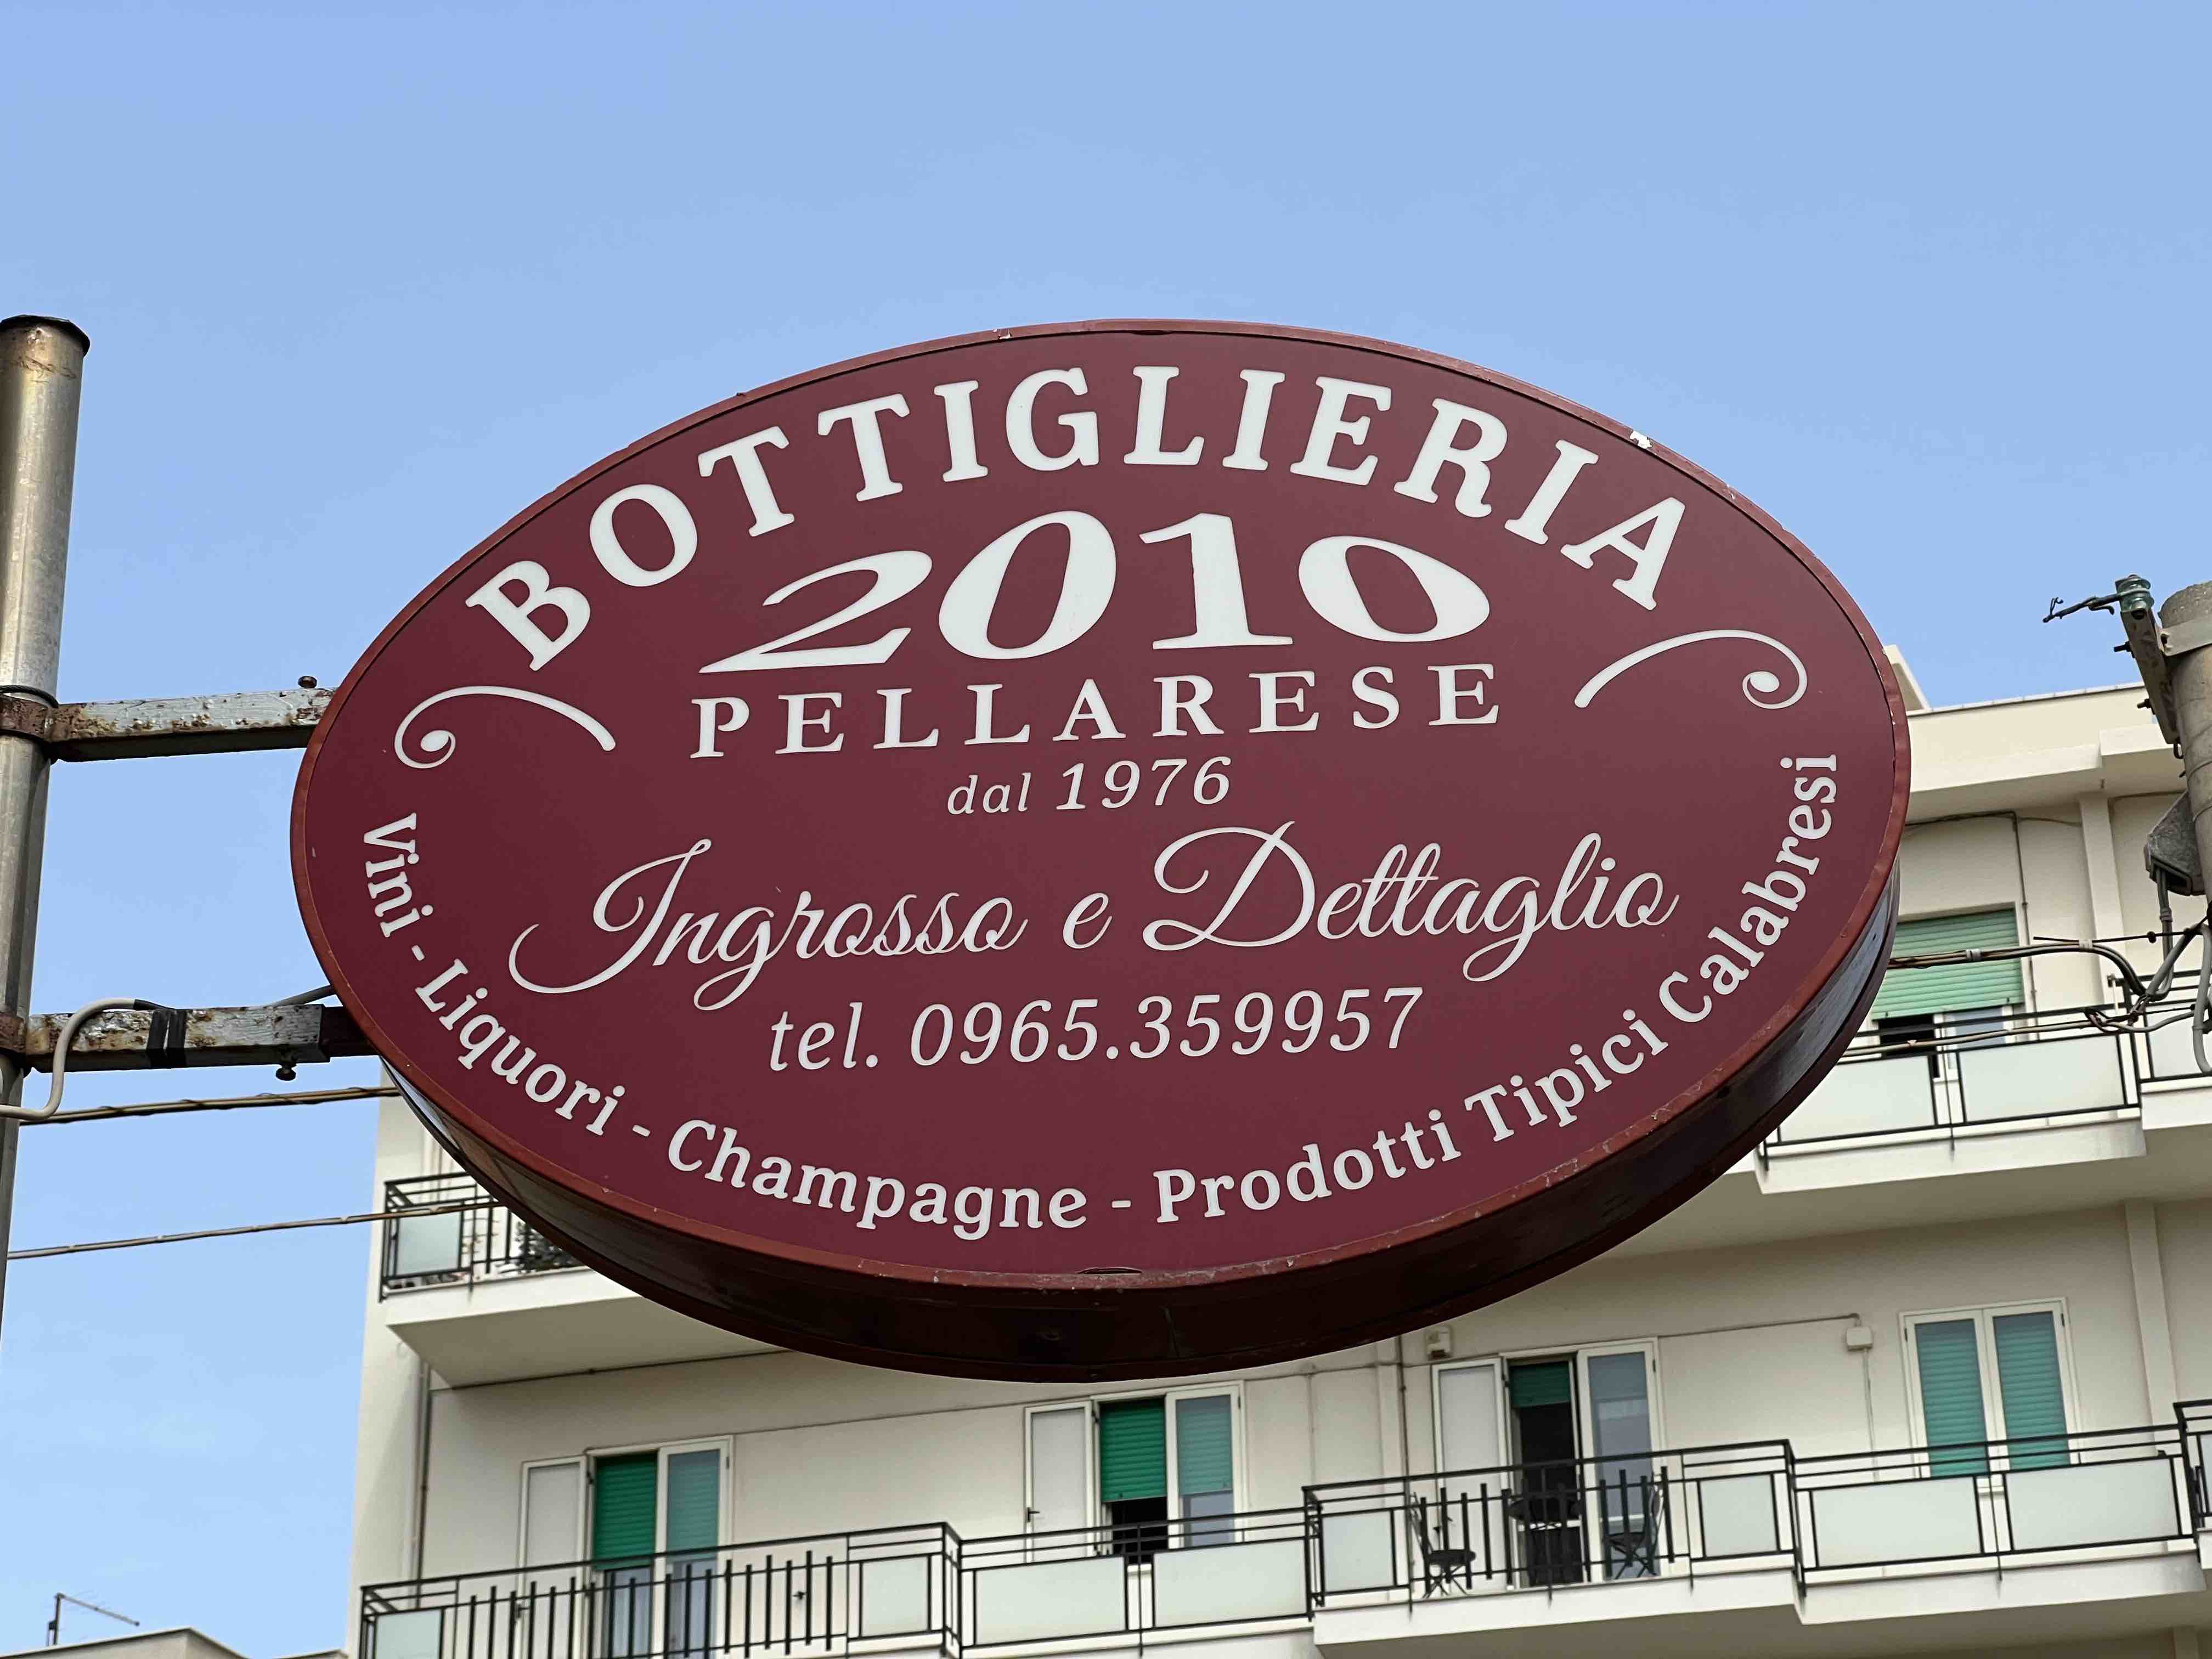 BOTTIGLIERIA
2010
PELLARESE
dal 1976
Ingrosso e Dettaglio
tel. 0965.359957
Vini - Liquori - Champagne - Prodotti Tipici Calabresi